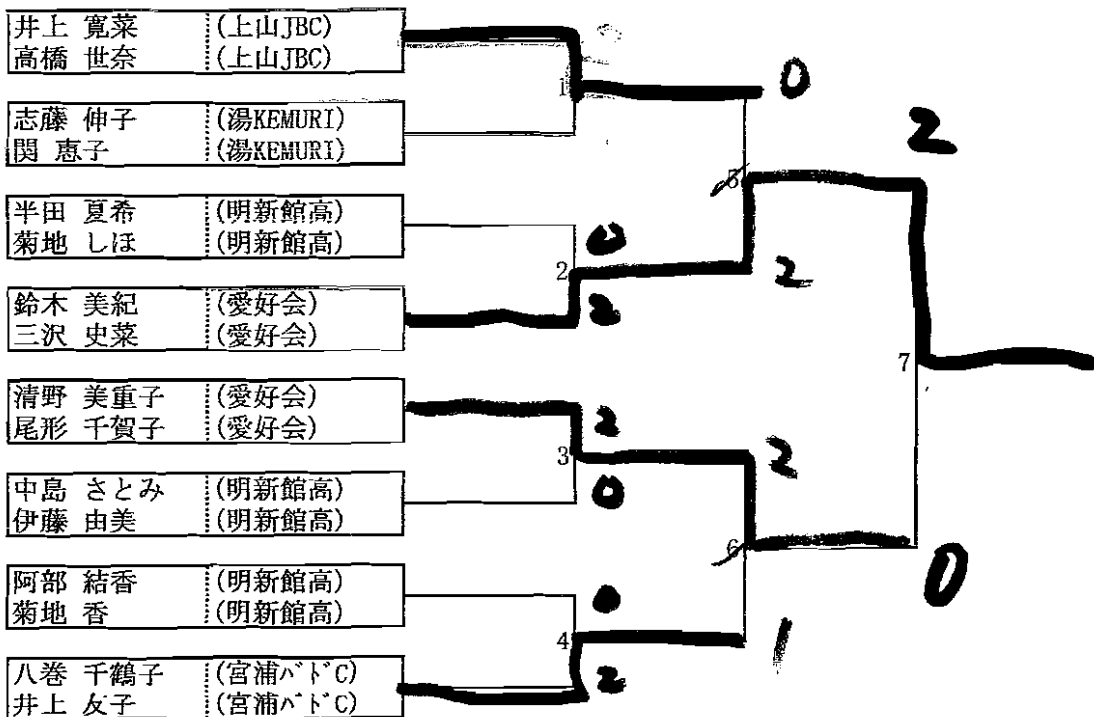 井上 寛菜 (上山JBC)
高橋 世奈 (上山JBC)
1
0
志藤 伸子 (湯KEMURI)
関 恵子 (湯KEMURI)
2
5
半田 夏希 (明新館高)
菊地 しほ (明新館高)
0
2
2
鈴木 美紀 (愛好会)
三沢 史菜 (愛好会)
2
7
清野 美重子 (愛好会)
尾形 千賀子 (愛好会)
2
3
2
中島 さとみ (明新館高)
伊藤 由美 (明新館高)
0
6
0
阿部 結香 (明新館高)
菊地 香 (明新館高)
0
4
1
八巻 千鶴子 (宮浦バドC)
井上 友子 (宮浦バドC)
2